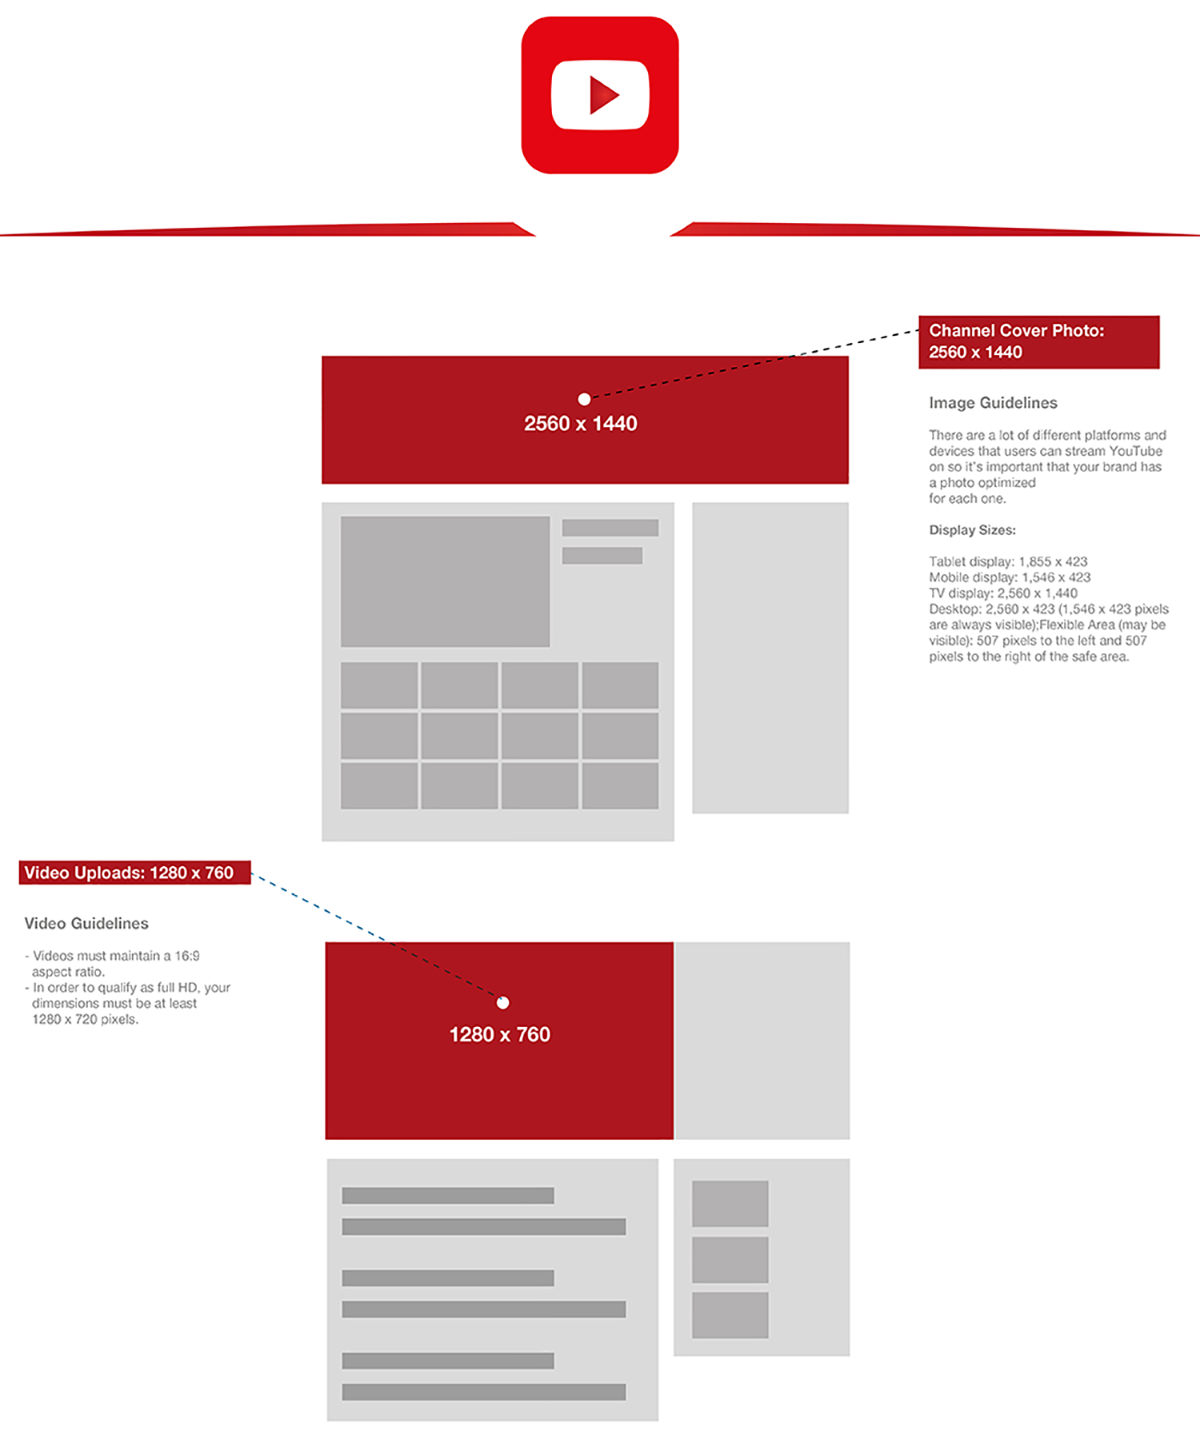 Channel Cover Photo:
2560 x 1440
2560 x 1440
Image Guidelines
There are a lot of different platforms and
devices that users can stream YouTube
on so it's important that your brand has
a photo optimized
for each one.
Display Sizes:
Tablet display: 1,855 x 423
Mobile display: 1,546 x 423
TV display: 2,560 x 1,440
Desktop: 2,560 x 423 (1,546 x 423 pixels
are always visible);Flexible Area (may be
visible): 507 pixels to the left and 507
pixels to the right of the safe area.
Video Uploads: 1280 x 760
Video Guidelines
- Videos must maintain a 16:9
aspect ratio.
- In order to qualify as full HD, your
dimensions must be at least
1280 x 720 pixels.
1280 x 760